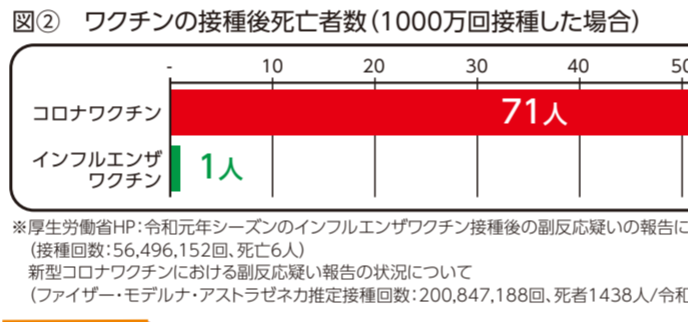 図② ワクチンの接種後死亡者数(1000万回接種した場合)
- 10 20 30 40 50
コロナワクチン 71人
インフルエンザ
ワクチン 1人
※厚生労働省HP:令和元年シーズンのインフルエンザワクチン接種後の副反応疑いの報告に
(接種回数:56,496,152回、死亡6人)
新型コロナワクチンにおける副反応疑い報告の状況について
(ファイザー・モデルナ・アストラゼネカ推定接種回数:200,847,188回、死者1438人/令和